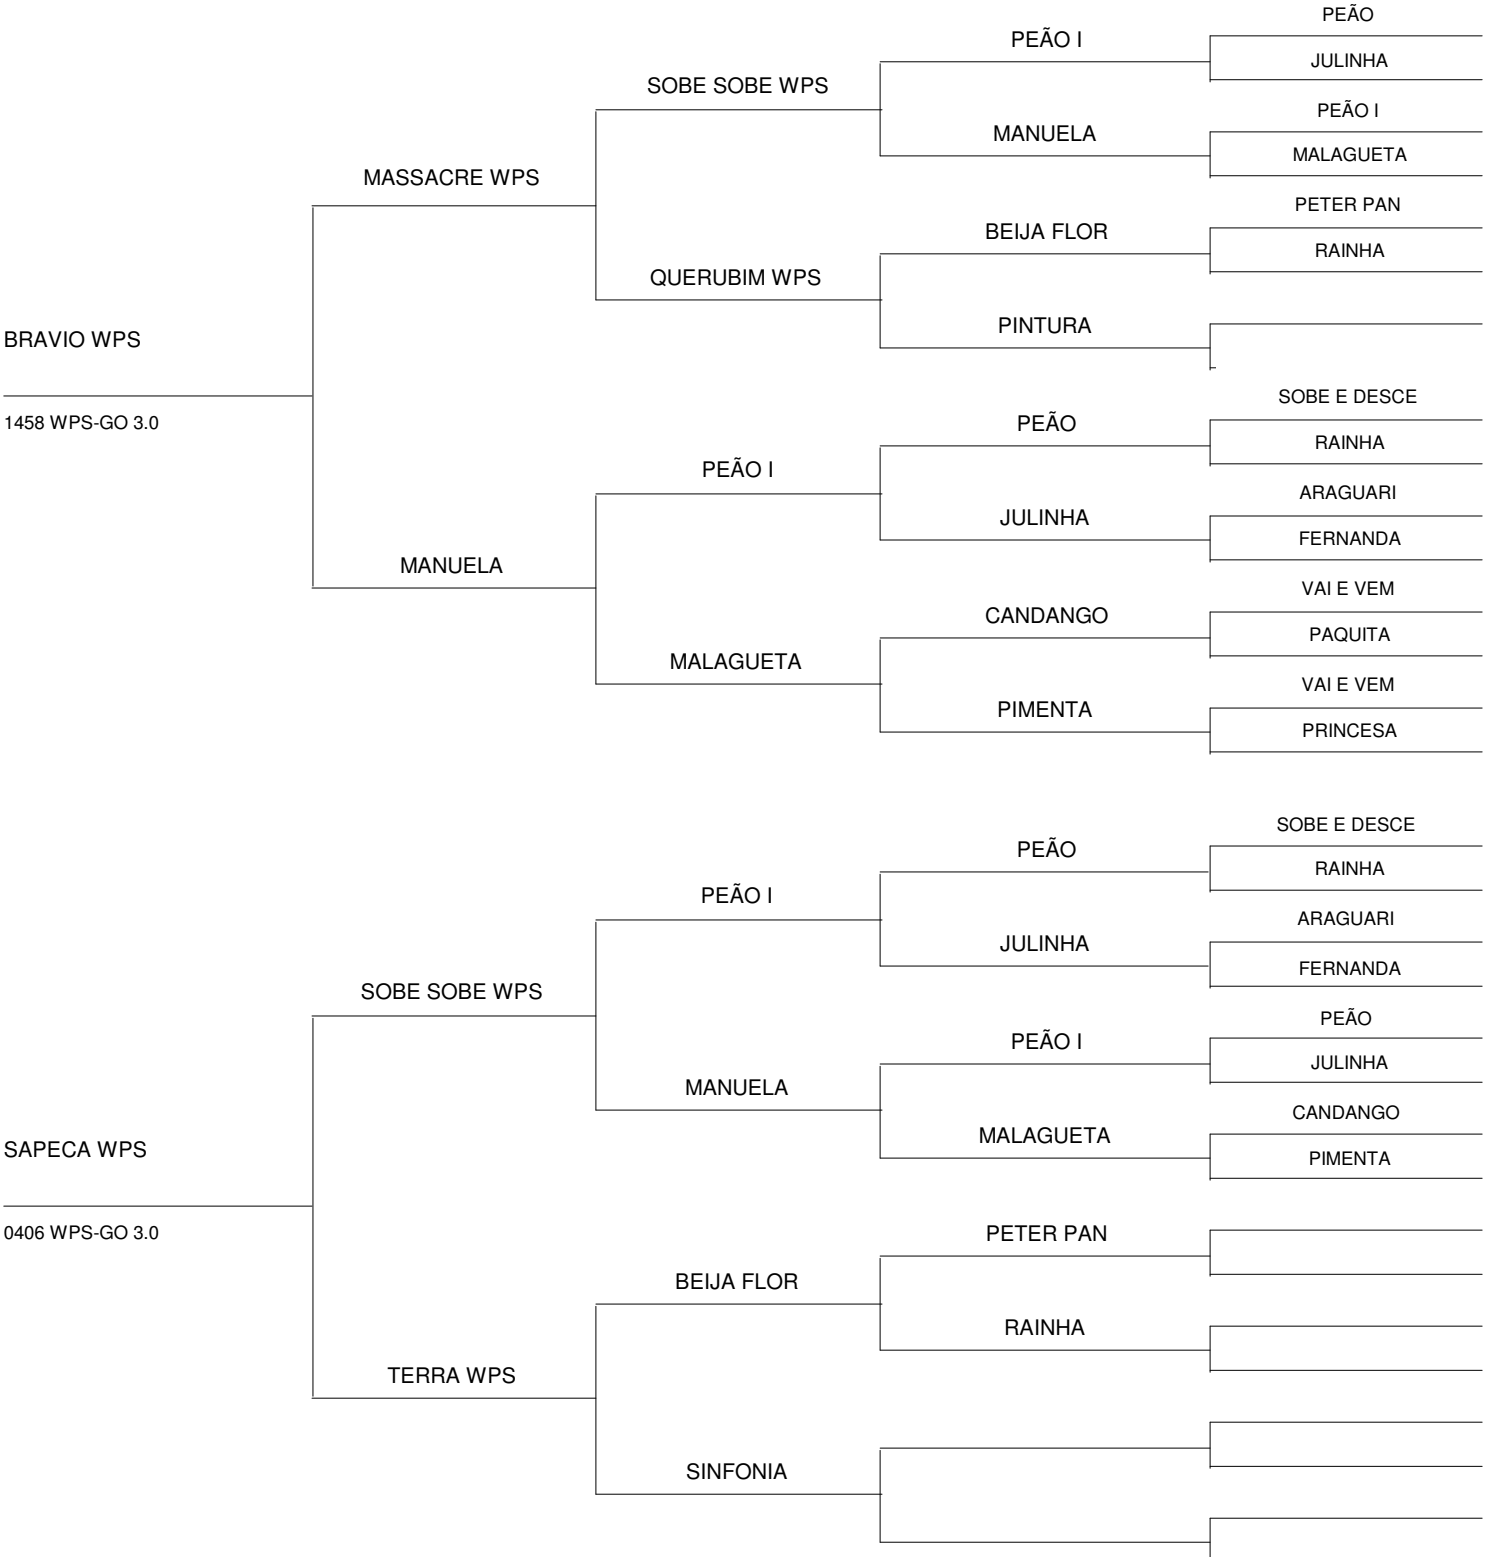 PEÃO
PEÃO I
JULINHA
SOBE SOBE WPS
PEÃO I
MANUELA
MALAGUETA
MASSACRE WPS
PETER PAN
BEIJA FLOR
RAINHA
QUERUBIM WPS
PINTURA
BRAVIO WPS
1458 WPS-GO 3.0
SOBE E DESCE
PEÃO
RAINHA
PEÃO I
ARAGUARI
JULINHA
FERNANDA
MANUELA
VAI E VEM
CANDANGO
PAQUITA
MALAGUETA
VAI E VEM
PIMENTA
PRINCESA
SOBE E DESCE
PEÃO
RAINHA
PEÃO I
ARAGUARI
JULINHA
FERNANDA
SOBE SOBE WPS
PEÃO
PEÃO I
JULINHA
MANUELA
CANDANGO
MALAGUETA
PIMENTA
SAPECA WPS
0406 WPS-GO 3.0
PETER PAN
BEIJA FLOR
RAINHA
TERRA WPS
SINFONIA